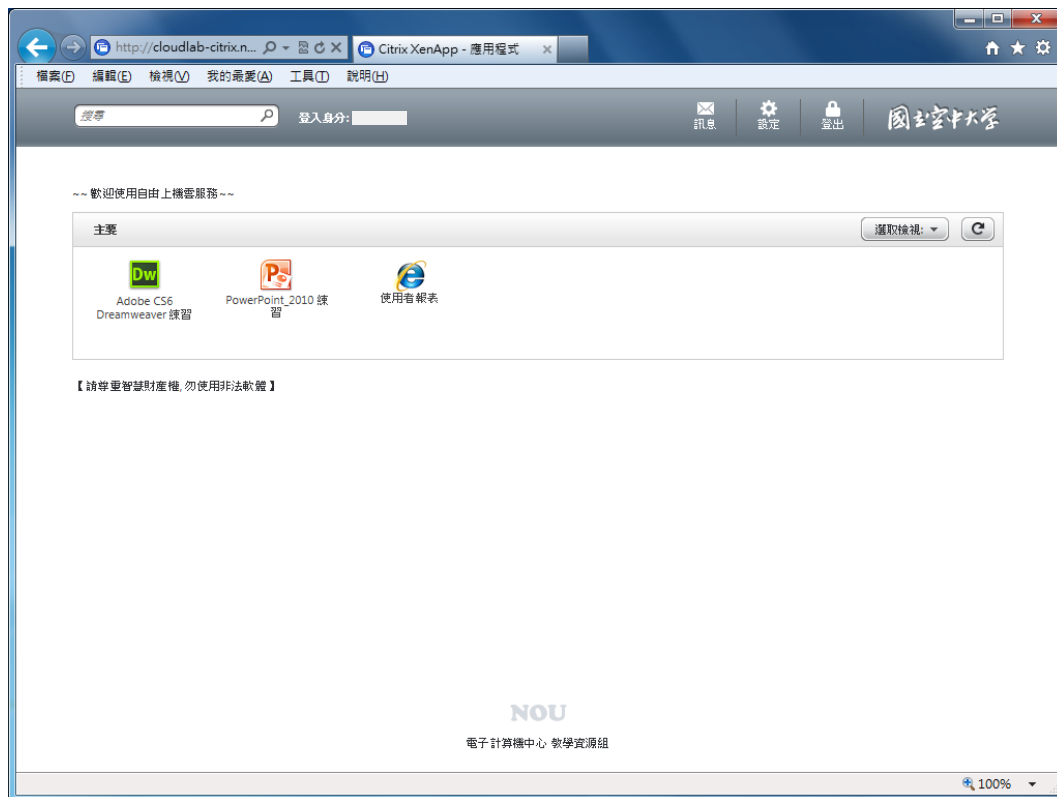 http://cloudlab-citrix.n...
Citrix XenApp - 應用程式
檔案(F) 編輯(E) 檢視(V) 我的最愛(A) 工具(T) 說明(H)
搜尋
登入身分:
訊息
設定
登出
國立空中大学
~~ 歡迎使用自由上機雲服務~~
主要
選取檢視:
Dw
Adobe CS6
Dreamweaver 練習
PowerPoint_2010 練
習
使用者報表
【請尊重智慧財產權, 勿使用非法軟體】
NOU
電子計算機中心 教學資源組
100%